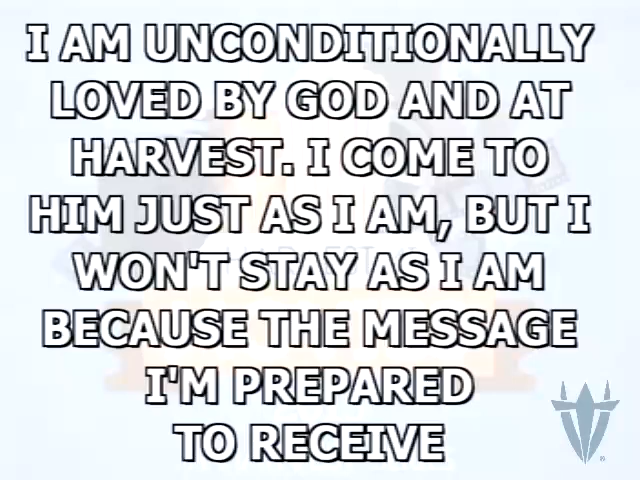 I AM UNCONDITIONALLY
LOVED BY GOD AND AT
HARVEST. I COME TO
HIM JUST AS I AM, BUT I
WON'T STAY AS I AM
BECAUSE THE MESSAGE
I'M PREPARED
TO RECEIVE